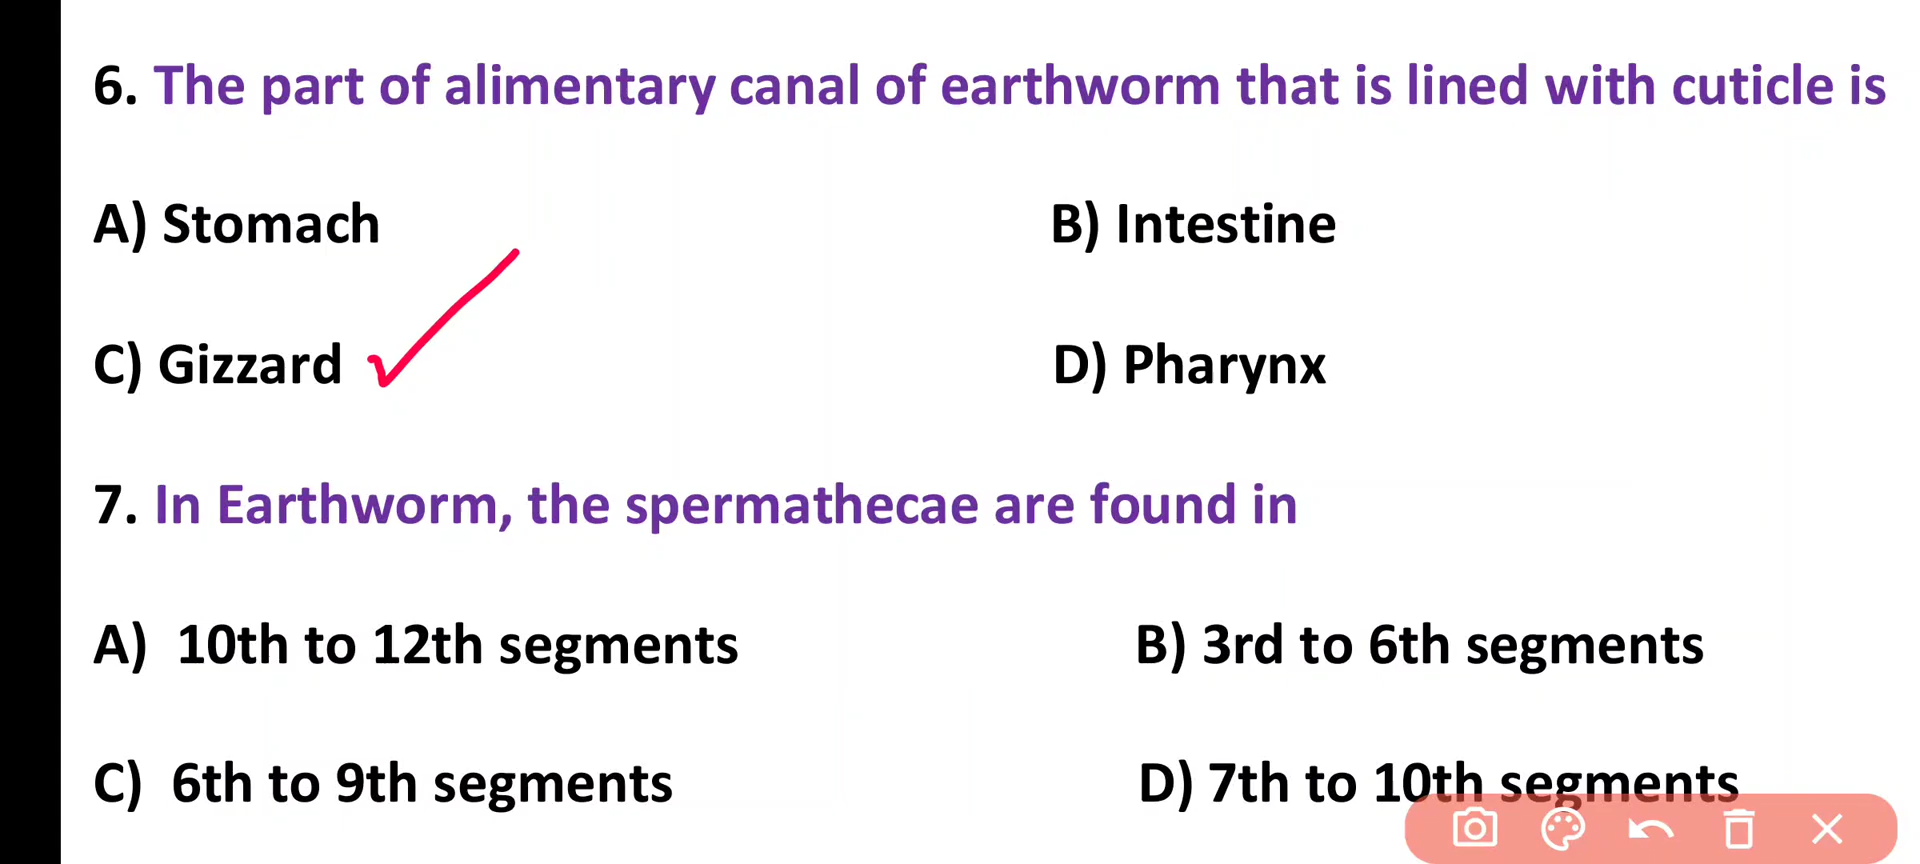 6. The part of alimentary canal of earthworm that is lined with cuticle is
A) Stomach
B) Intestine
C) Gizzard
D) Pharynx
7. In Earthworm, the spermathecae are found in
A) 10th to 12th segments
B) 3rd to 6th segments
C) 6th to 9th segments
D) 7th to 10th segments